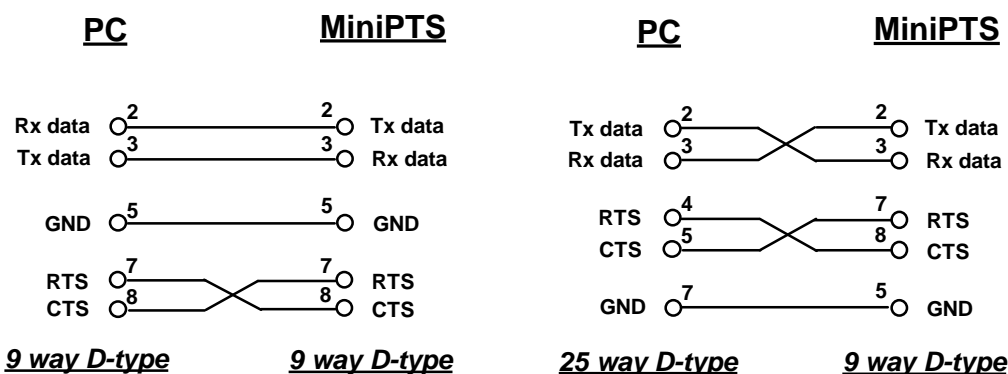 PC MiniPTS
Rx data 2 2 Tx data
Tx data 3 3 Rx data
GND 5 5 GND
RTS 7 7 RTS
CTS 8 8 CTS
9 way D-type 9 way D-type
PC MiniPTS
Tx data 2 2 Tx data
Rx data 3 3 Rx data
RTS 4 7 RTS
CTS 5 8 CTS
GND 7 5 GND
25 way D-type 9 way D-type